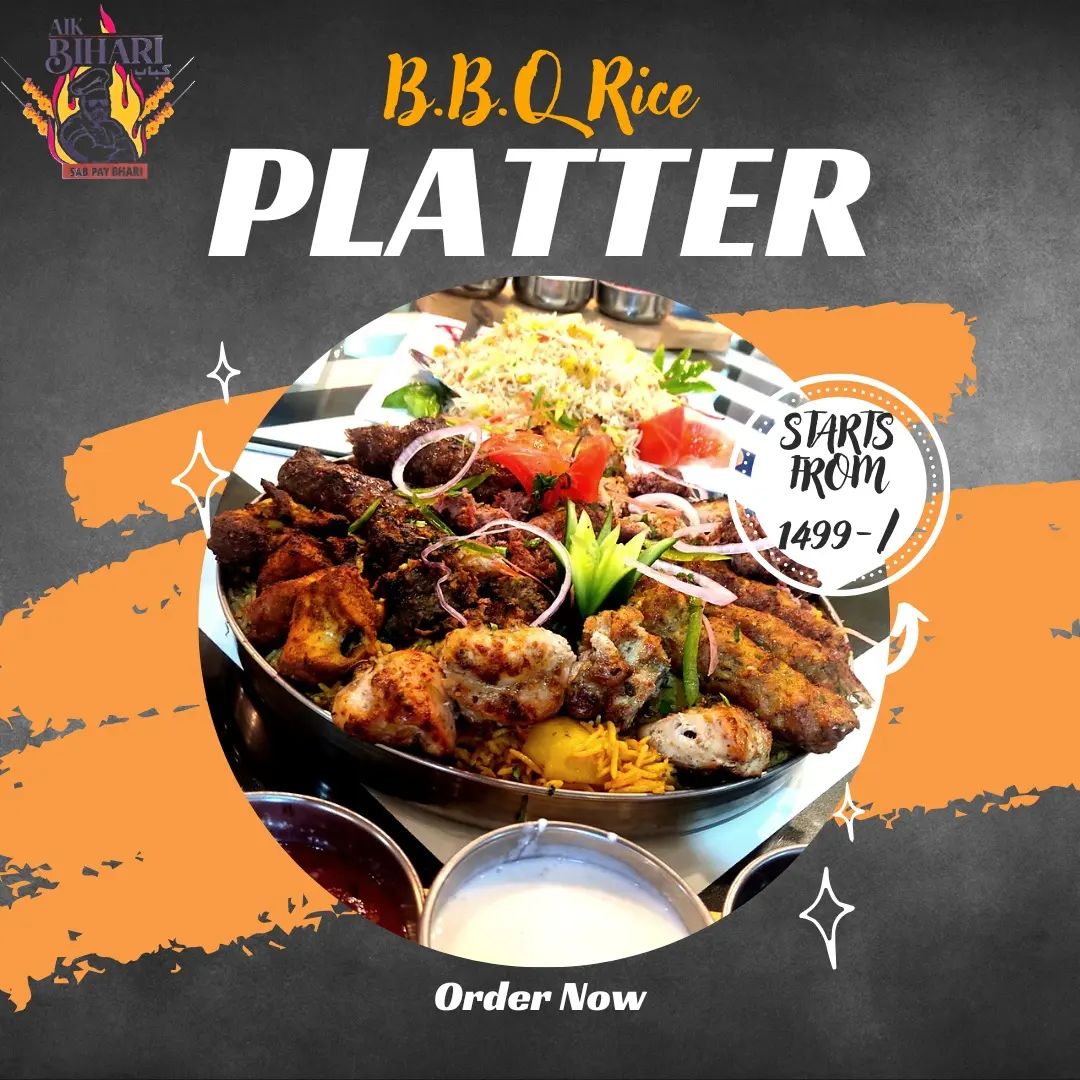 AIK
BIHARI
کباب
SAB PAY BHARI
B.B.Q Rice
PLATTER
STARTS
FROM
1499-/
Order Now